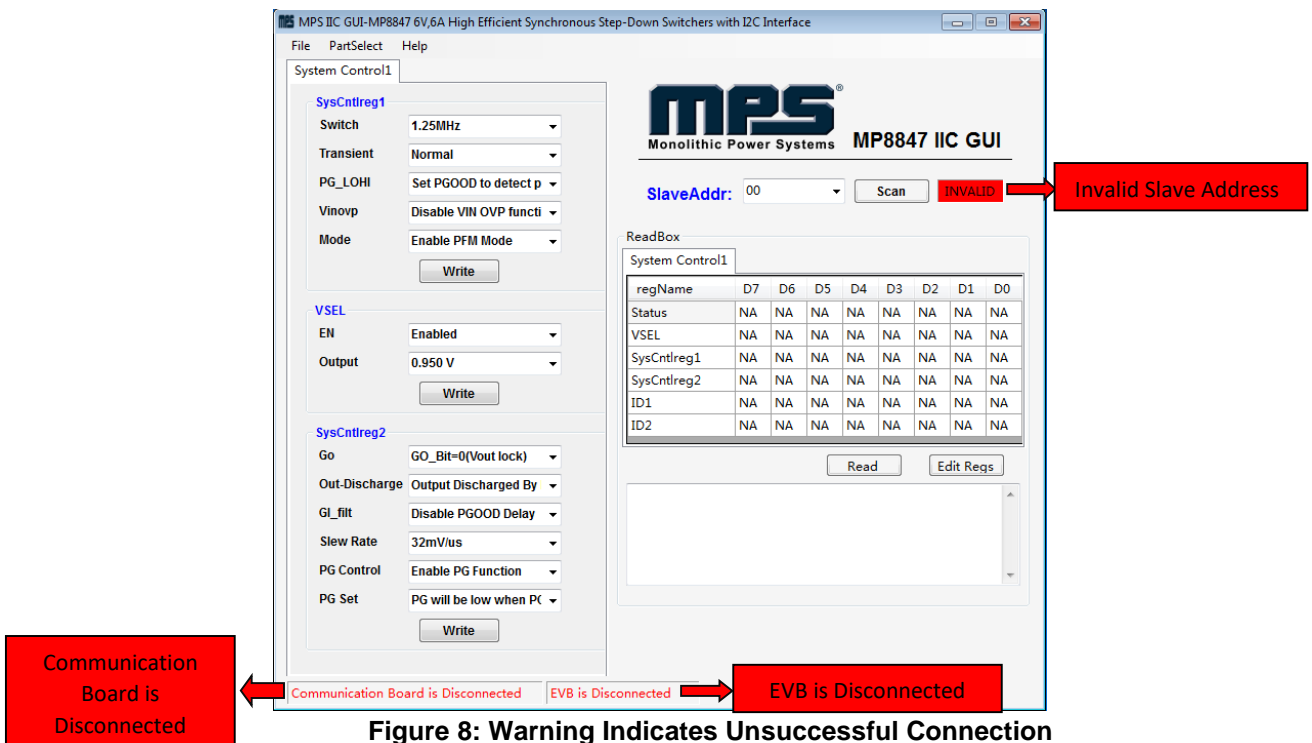 MPS IIC GUI-MP8847 6V,6A High Efficient Synchronous Step-Down Switchers with I2C Interface
File PartSelect Help
System Control1
SysCntlreg1
Switch 1.25MHz
Transient Normal
PG_LOHI Set PGOOD to detect p
Vinovp Disable VIN OVP functi
Mode Enable PFM Mode
Write
VSEL
EN Enabled
Output 0.950 V
Write
SysCntlreg2
Go GO_Bit=0(Vout lock)
Out-Discharge Output Discharged By
GI_filt Disable PGOOD Delay
Slew Rate 32mV/us
PG Control Enable PG Function
PG Set PG will be low when P(
Write
mps®
Monolithic Power Systems MP8847 IIC GUI
SlaveAddr: 00 Scan INVALID
Invalid Slave Address
ReadBox
System Control1
regName D7 D6 D5 D4 D3 D2 D1 D0
Status NA NA NA NA NA NA NA NA
VSEL NA NA NA NA NA NA NA NA
SysCntlreg1 NA NA NA NA NA NA NA NA
SysCntlreg2 NA NA NA NA NA NA NA NA
ID1 NA NA NA NA NA NA NA NA
ID2 NA NA NA NA NA NA NA NA
Read Edit Regs
Communication
Board is
Disconnected
Communication Board is Disconnected EVB is Disconnected
EVB is Disconnected
Figure 8: Warning Indicates Unsuccessful Connection